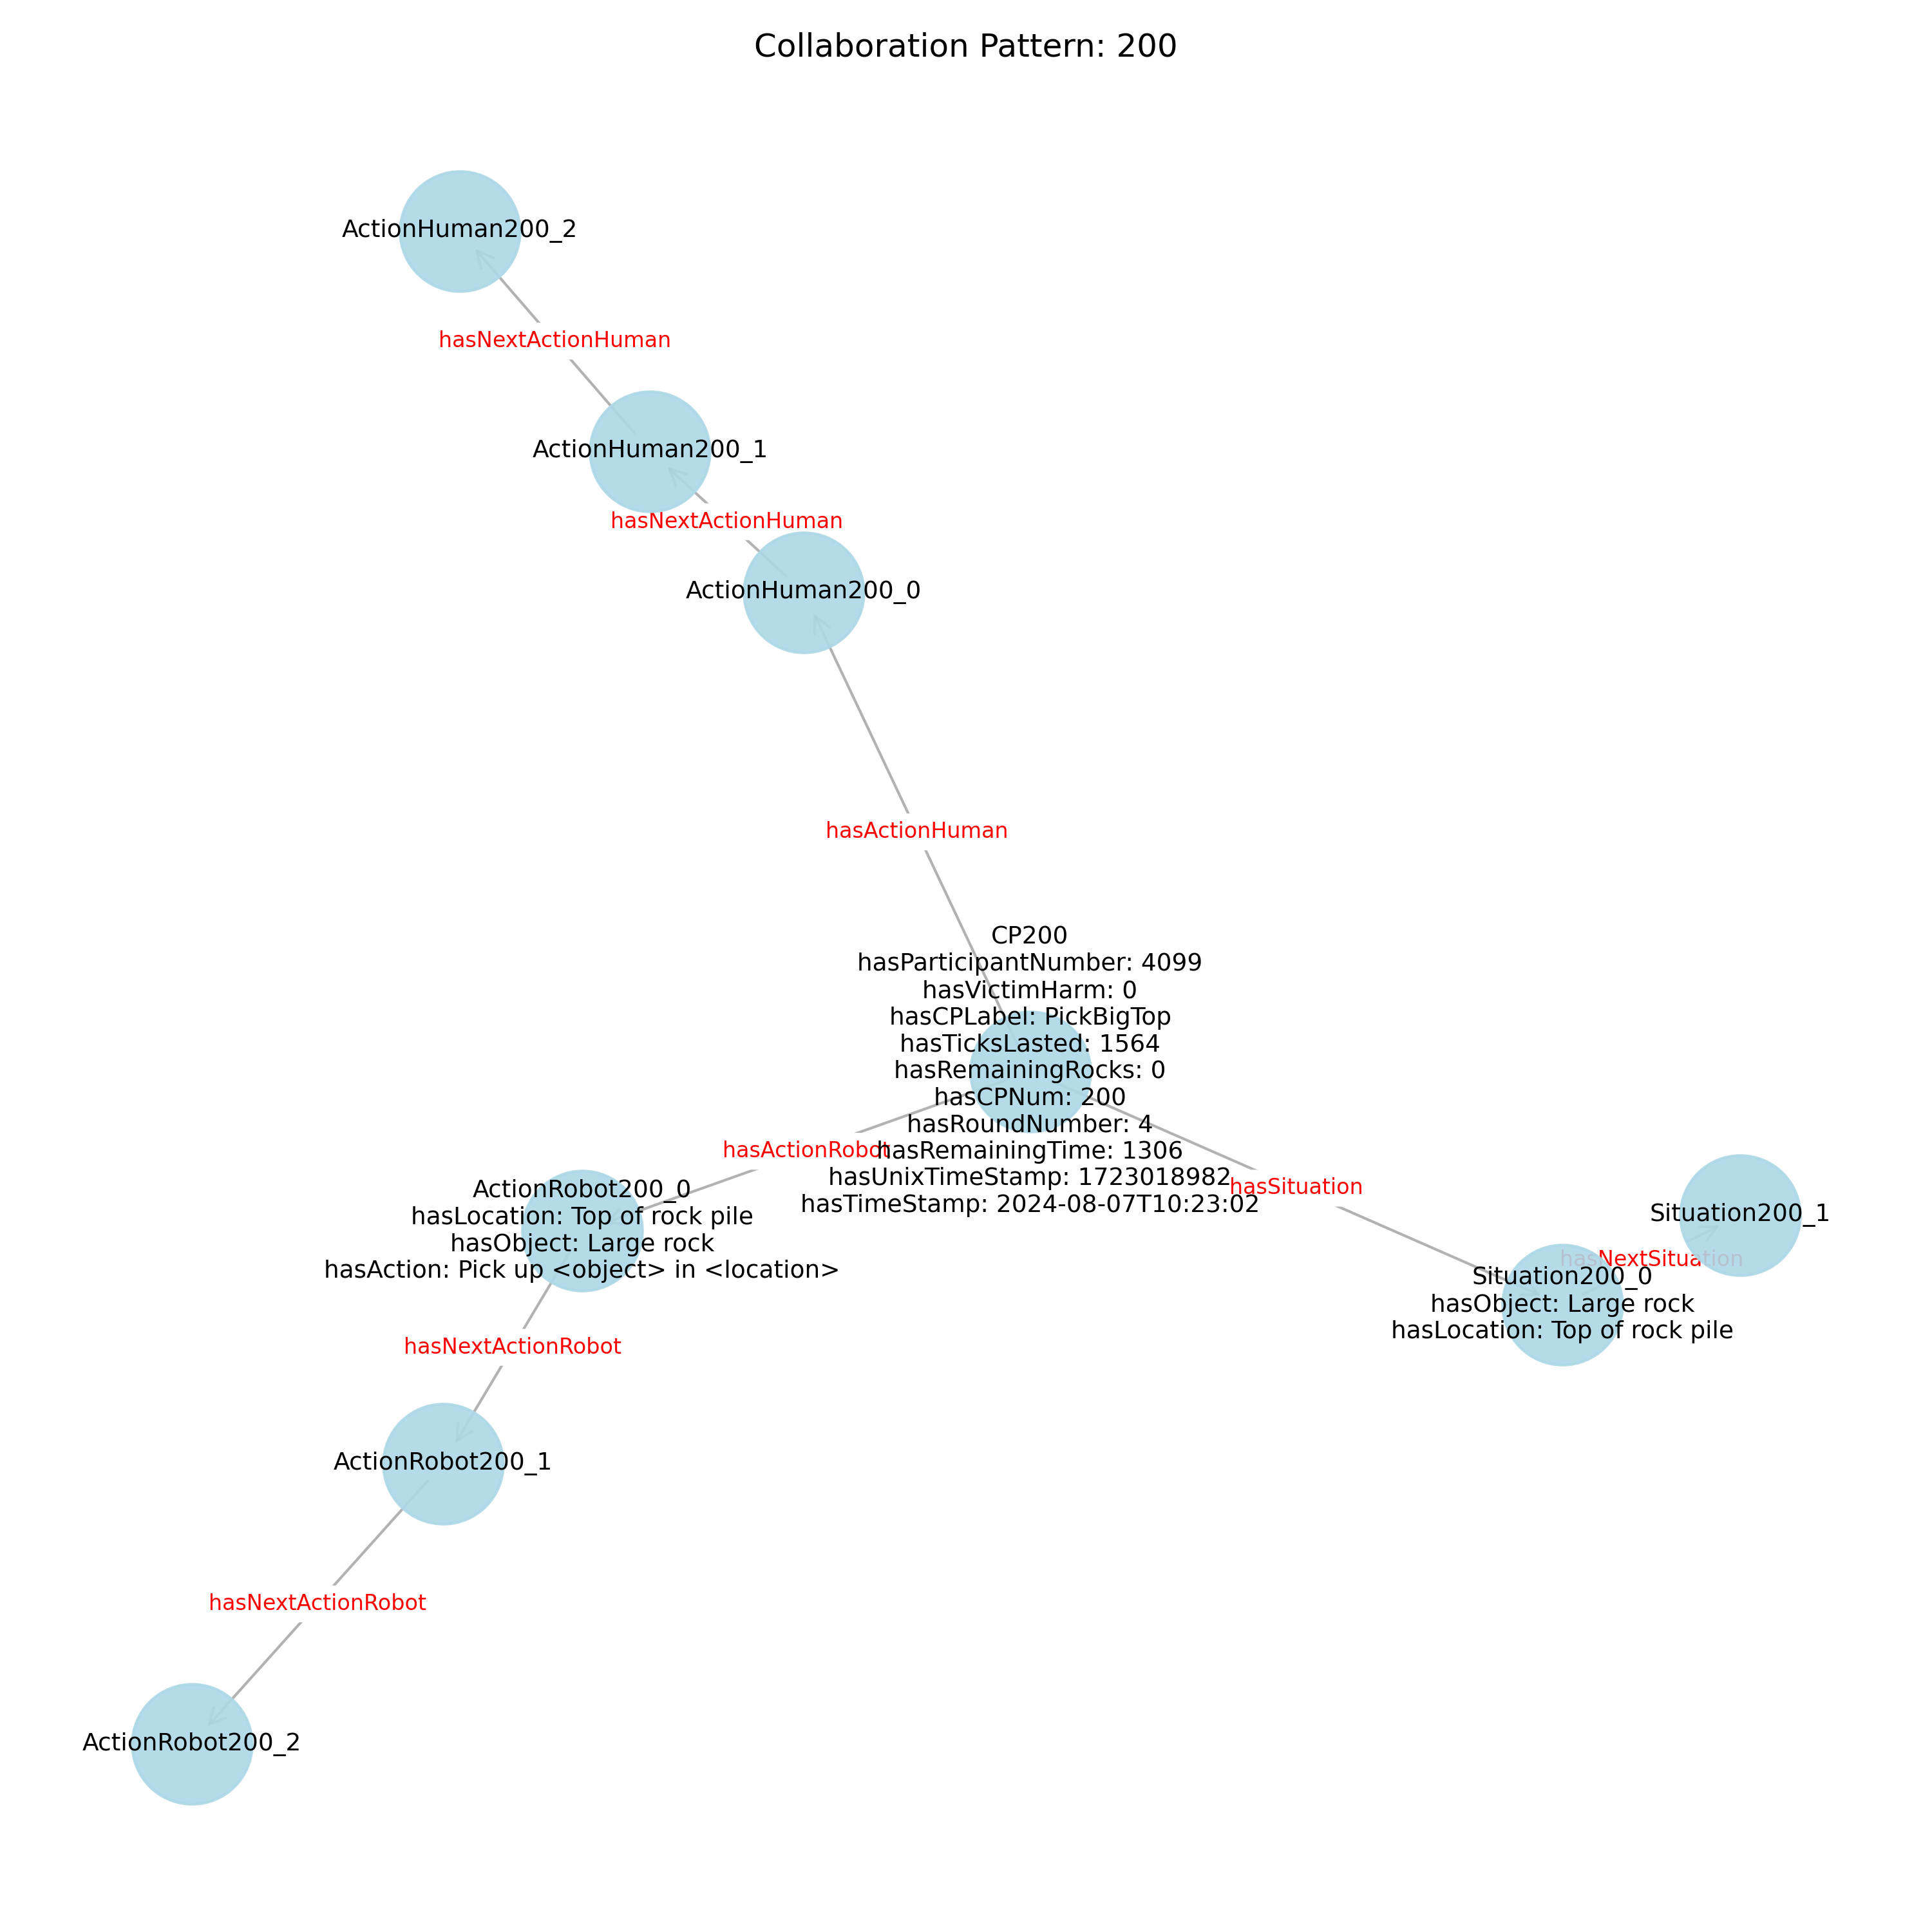 Collaboration Pattern: 200
ActionHuman200_2
hasNextActionHuman
ActionHuman200_1
hasNextActionHuman
ActionHuman200_0
hasActionHuman
CP200
hasParticipantNumber: 4099
hasVictimHarm: 0
hasCPLabel: PickBigTop
hasTicksLasted: 1564
hasRemainingRocks: 0
hasCPNum: 200
hasRoundNumber: 4
hasRemainingTime: 1306
hasUnixTimeStamp: 1723018982
hasTimeStamp: 2024-08-07T10:23:02
hasActionRobot
hasSituation
ActionRobot200_0
hasLocation: Top of rock pile
hasObject: Large rock
hasAction: Pick up <object> in <location>
Situation200_1
hasNextSituation
Situation200_0
hasObject: Large rock
hasLocation: Top of rock pile
hasNextActionRobot
ActionRobot200_1
hasNextActionRobot
ActionRobot200_2